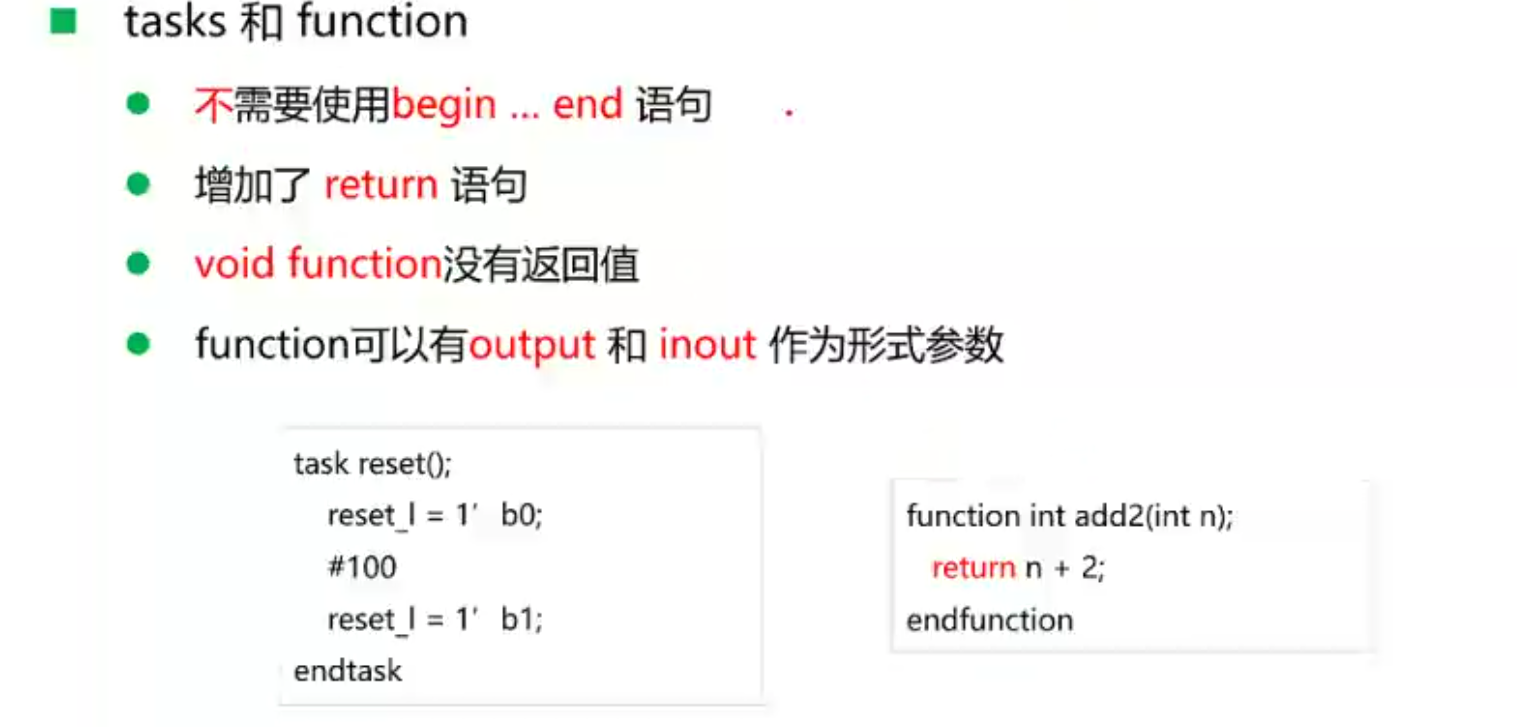 tasks 和 function
不需要使用begin ... end 语句
增加了 return 语句
void function没有返回值
function可以有output 和 inout 作为形式参数
task reset();
reset_l = 1' b0;
#100
reset_l = 1' b1;
endtask
function int add2(int n);
return n + 2;
endfunction